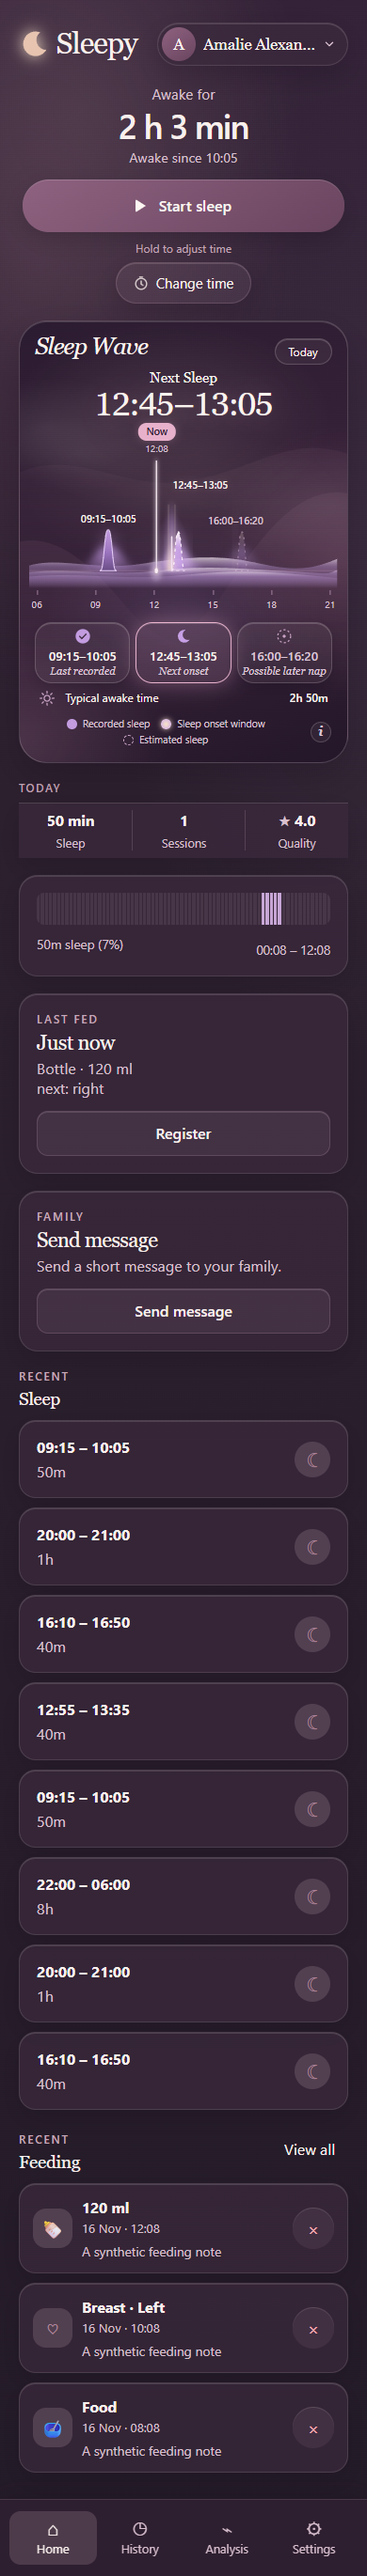 Sleepy
A
Amalie Alexan...
Awake for
2 h 3 min
Awake since 10:05
Start sleep
Hold to adjust time
Change time
Sleep Wave
Today
Next Sleep
12:45–13:05
Now
12:08
12:45–13:05
09:15–10:05
16:00–16:20
06 09 12 15 18 21
09:15–10:05
Last recorded
12:45–13:05
Next onset
16:00–16:20
Possible later nap
Typical awake time
2h 50m
Recorded sleep
Sleep onset window
Estimated sleep
i
TODAY
50 min
Sleep
1
Sessions
★ 4.0
Quality
50m sleep (7%)
00:08 – 12:08
LAST FED
Just now
Bottle · 120 ml
next: right
Register
FAMILY
Send message
Send a short message to your family.
Send message
RECENT
Sleep
09:15 – 10:05
50m
20:00 – 21:00
1h
16:10 – 16:50
40m
12:55 – 13:35
40m
09:15 – 10:05
50m
22:00 – 06:00
8h
20:00 – 21:00
1h
16:10 – 16:50
40m
RECENT
Feeding
View all
120 ml
16 Nov · 12:08
A synthetic feeding note
×
Breast · Left
16 Nov · 10:08
A synthetic feeding note
×
Food
16 Nov · 08:08
A synthetic feeding note
×
Home
History
Analysis
Settings